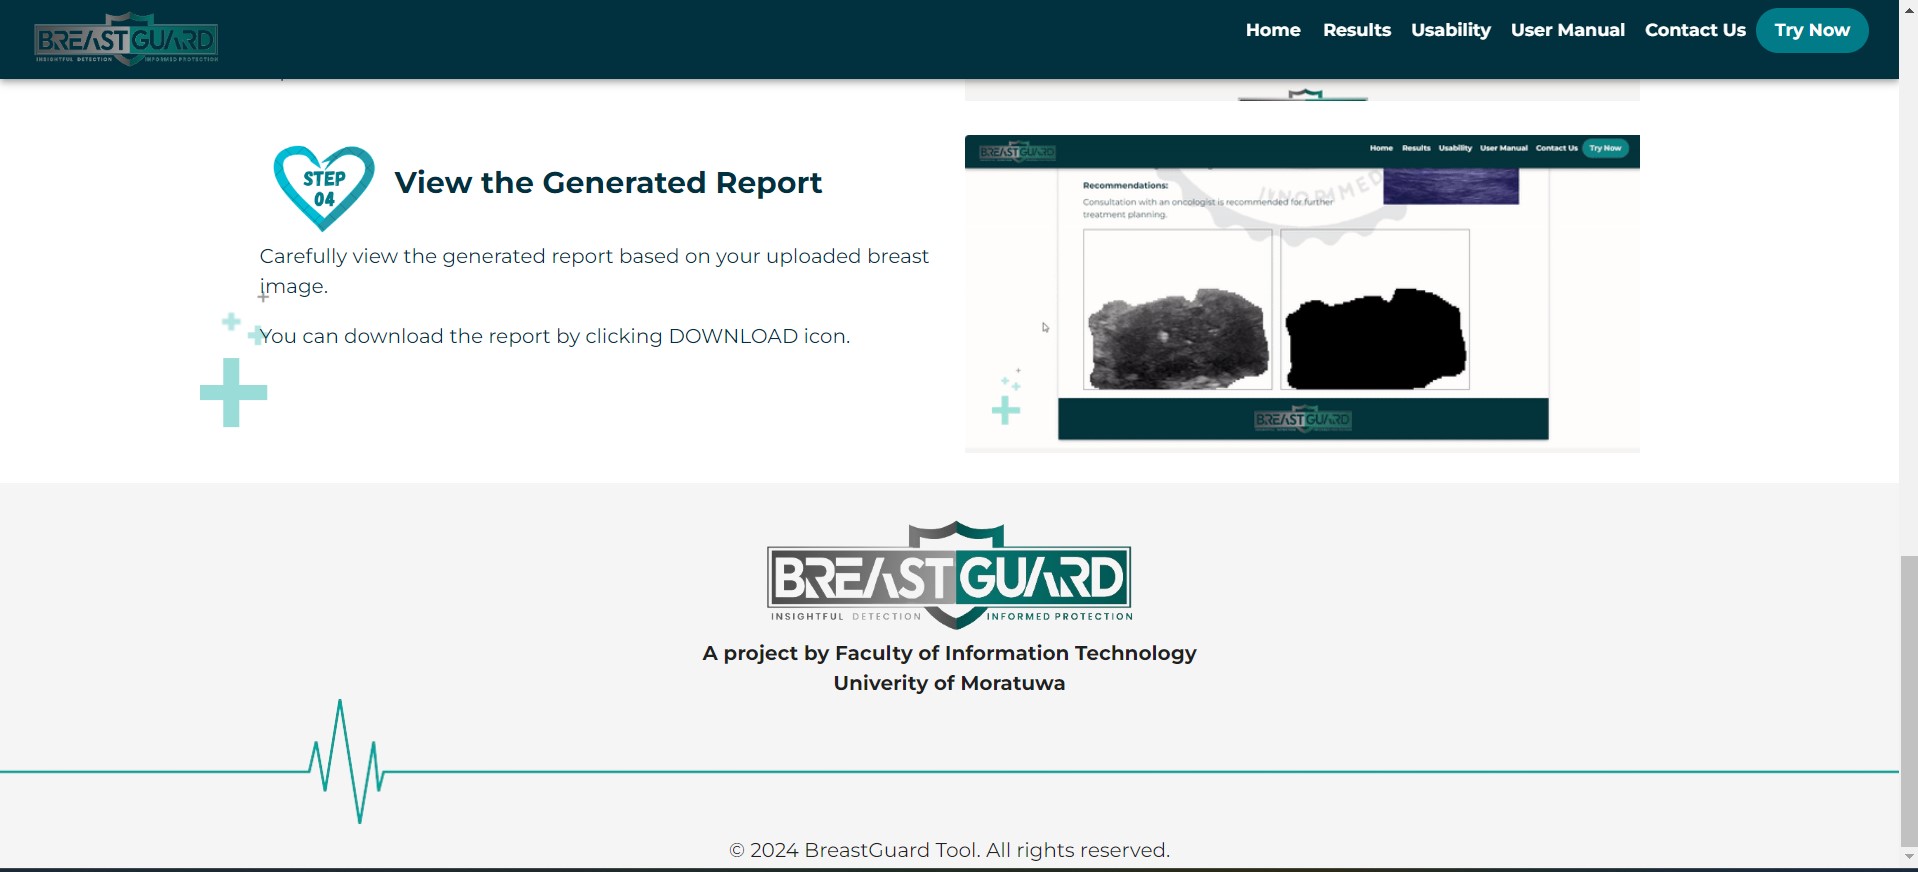 BREASTGUARD
INSIGHTFUL DETECTION INFORMED PROTECTION
Home Results Usability User Manual Contact Us Try Now
STEP
04
View the Generated Report
Carefully view the generated report based on your uploaded breast
image.
You can download the report by clicking DOWNLOAD icon.
BREASTGUARD
Home Results Usability User Manual Contact Us Try Now
Recommendations:
Consultation with an oncologist is recommended for further
treatment planning.
BREASTGUARD
BREASTGUARD
INSIGHTFUL DETECTION INFORMED PROTECTION
A project by Faculty of Information Technology
Univerity of Moratuwa
© 2024 BreastGuard Tool. All rights reserved.